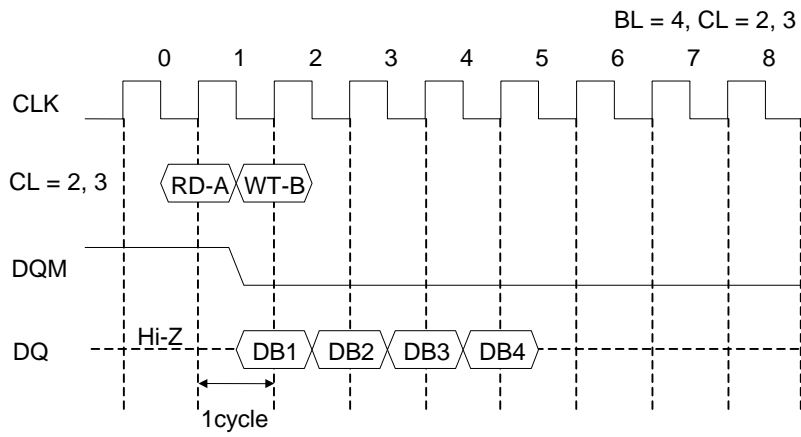 BL = 4, CL = 2, 3
0 1 2 3 4 5 6 7 8
CLK
CL = 2, 3 RD-A WT-B
DQM
Hi-Z
DQ DB1 DB2 DB3 DB4
1cycle